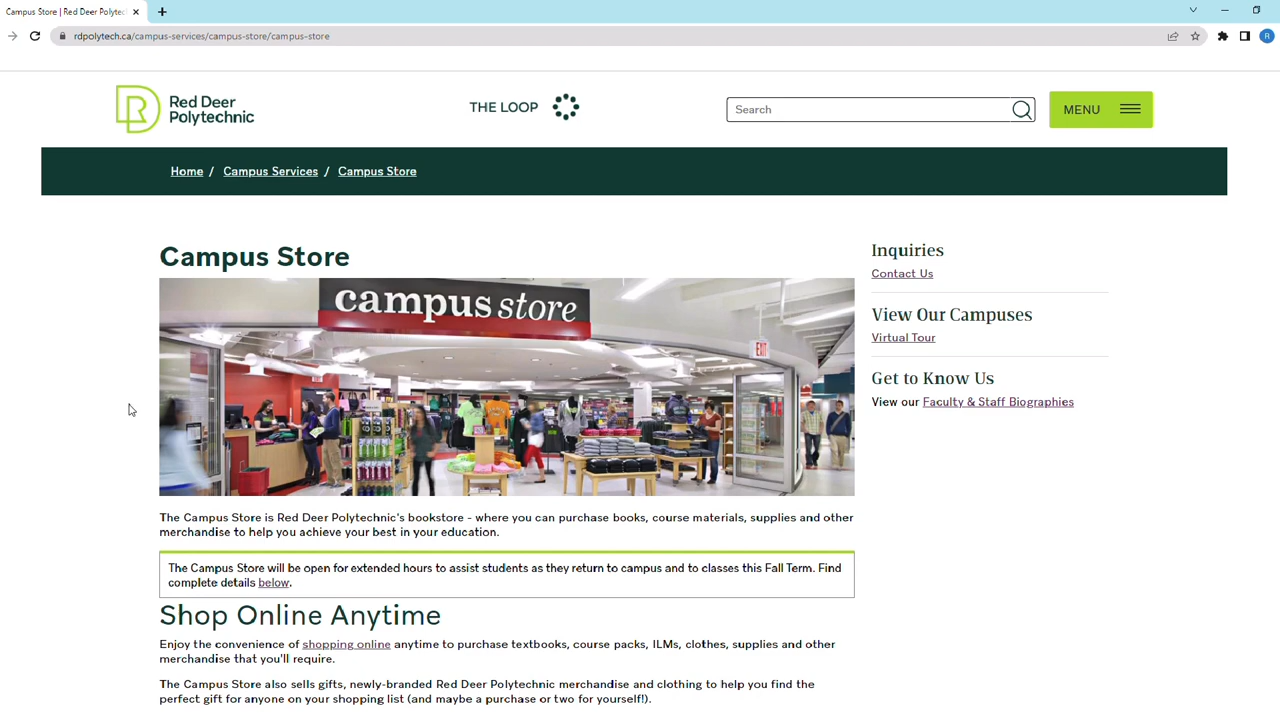 Campus Store | Red Deer Polytec
rdpolytech.ca/campus-services/campus-store/campus-store
R
Red Deer
Polytechnic
THE LOOP
Search
MENU
Home / Campus Services / Campus Store
Campus Store
campus store
EXIT
The Campus Store is Red Deer Polytechnic's bookstore - where you can purchase books, course materials, supplies and other
merchandise to help you achieve your best in your education.
The Campus Store will be open for extended hours to assist students as they return to campus and to classes this Fall Term. Find
complete details below.
Shop Online Anytime
Enjoy the convenience of shopping online anytime to purchase textbooks, course packs, ILMs, clothes, supplies and other
merchandise that you'll require.
The Campus Store also sells gifts, newly-branded Red Deer Polytechnic merchandise and clothing to help you find the
perfect gift for anyone on your shopping list (and maybe a purchase or two for yourself!).
Inquiries
Contact Us
View Our Campuses
Virtual Tour
Get to Know Us
View our Faculty & Staff Biographies